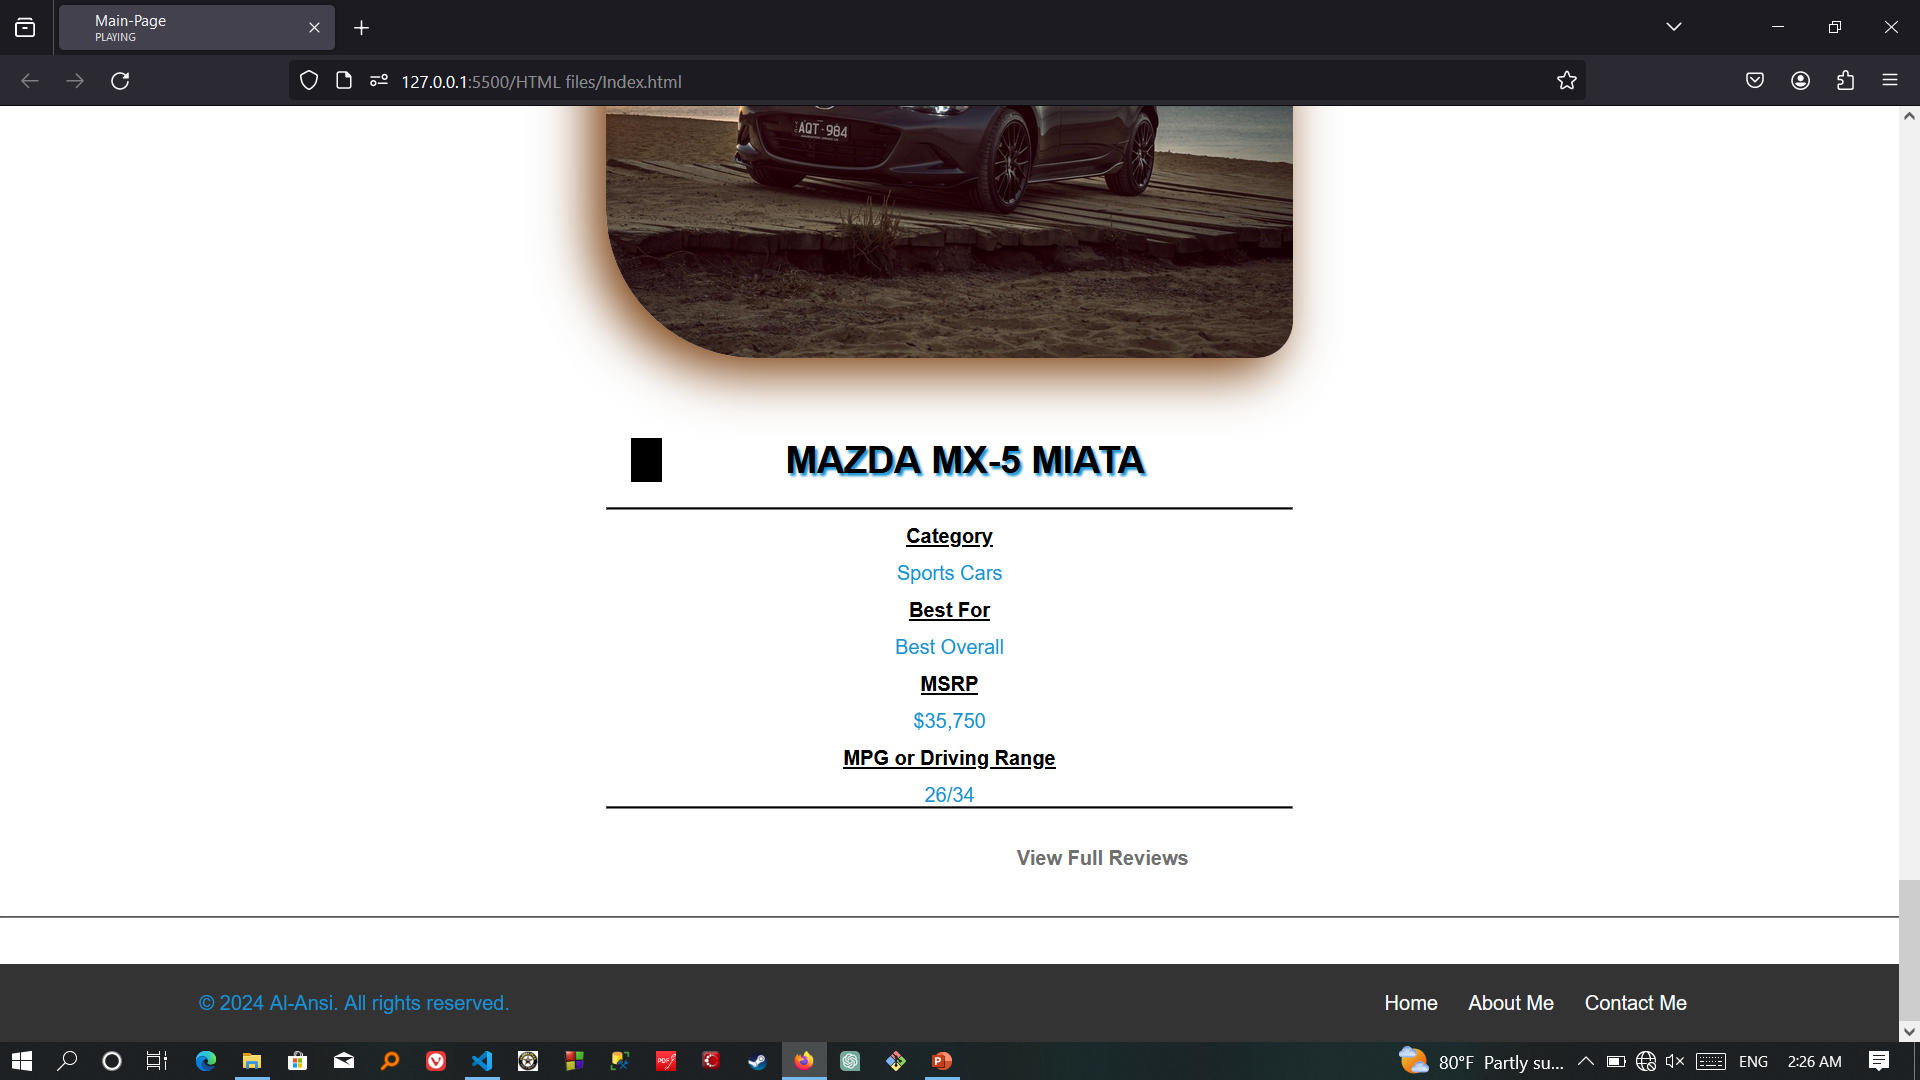 Main-Page
PLAYING
127.0.0.1:5500/HTML files/Index.html
AQT-984
MAZDA MX-5 MIATA
Category
Sports Cars
Best For
Best Overall
MSRP
$35,750
MPG or Driving Range
26/34
View Full Reviews
© 2024 Al-Ansi. All rights reserved.
Home About Me Contact Me
80°F Partly su... ENG 2:26 AM